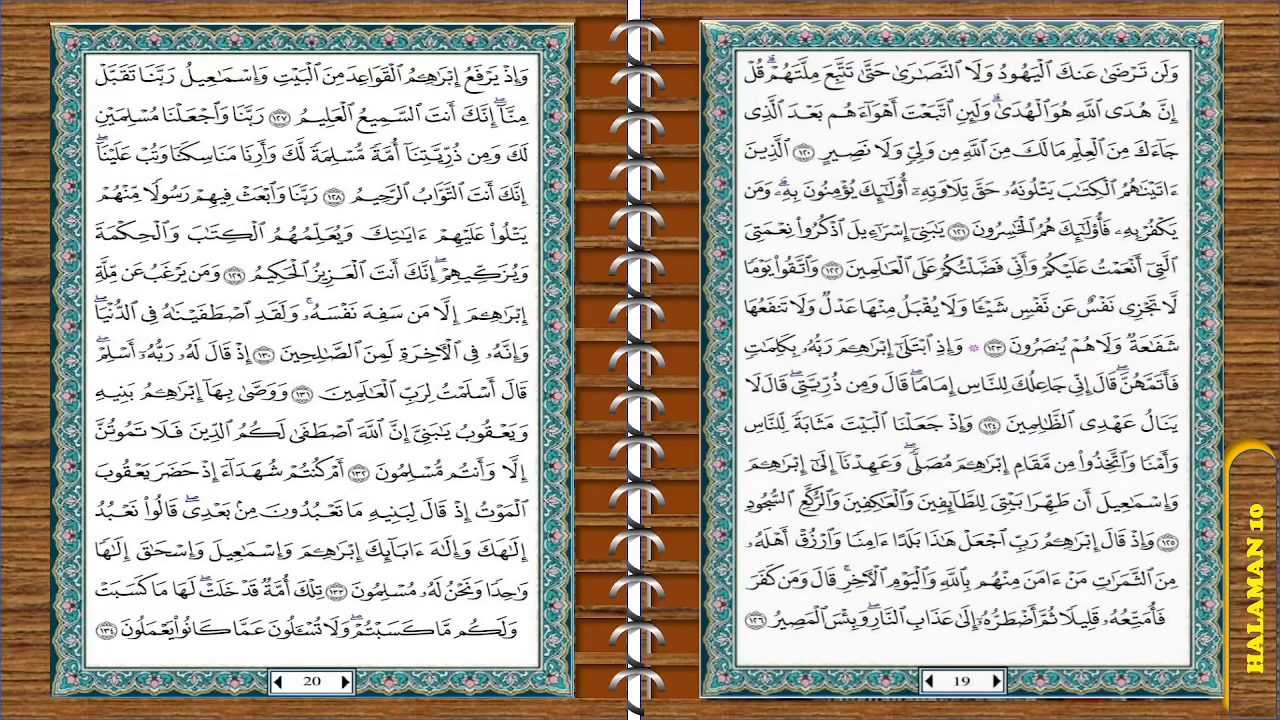 وَلَن تَرْضَىٰ عَنكَ ٱلْيَهُودُ وَلَا ٱلنَّصَٰرَىٰ حَتَّىٰ تَتَّبِعَ مِلَّتَهُمْ ۗ قُلْ
إِنَّ هُدَى ٱللَّهِ هُوَ ٱلْهُدَىٰ ۗ وَلَئِنِ ٱتَّبَعْتَ أَهْوَآءَهُم بَعْدَ ٱلَّذِى
جَآءَكَ مِنَ ٱلْعِلْمِ مَا لَكَ مِنَ ٱللَّهِ مِن وَلِىٍّ وَلَا نَصِيرٍ ١٢٠ ٱلَّذِينَ
ءَاتَيْنَٰهُمُ ٱلْكِتَٰبَ يَتْلُونَهُۥ حَقَّ تِلَاوَتِهِۦٓ أُو۟لَٰٓئِكَ يُؤْمِنُونَ بِهِۦ ۗ وَمَن
يَكْفُرْ بِهِۦ فَأُو۟لَٰٓئِكَ هُمُ ٱلْخَٰسِرُونَ ١٢١ يَٰبَنِىٓ إِسْرَٰٓءِيلَ ٱذْكُرُوا۟ نِعْمَتِىَ
ٱلَّتِىٓ أَنْعَمْتُ عَلَيْكُمْ وَأَنِّى فَضَّلْتُكُمْ عَلَى ٱلْعَٰلَمِينَ ١٢٢ وَٱتَّقُوا۟ يَوْمًا
لَّا تَجْزِى نَفْسٌ عَن نَّفْسٍ شَيْـًٔا وَلَا يُقْبَلُ مِنْهَا عَدْلٌ وَلَا تَنفَعُهَا
شَفَٰعَةٌ وَلَا هُمْ يُنصَرُونَ ١٢٣ ۞ وَإِذِ ٱبْتَلَىٰٓ إِبْرَٰهِـۧمَ رَبُّهُۥ بِكَلِمَٰتٍ
فَأَتَمَّهُنَّ ۖ قَالَ إِنِّى جَاعِلُكَ لِلنَّاسِ إِمَامًا ۖ قَالَ وَمِن ذُرِّيَّتِى ۖ قَالَ لَا
يَنَالُ عَهْدِى ٱلظَّٰلِمِينَ ١٢٤ وَإِذْ جَعَلْنَا ٱلْبَيْتَ مَثَابَةً لِّلنَّاسِ
وَأَمْنًا وَٱتَّخِذُوا۟ مِن مَّقَامِ إِبْرَٰهِـۧمَ مُصَلًّى ۖ وَعَهِدْنَآ إِلَىٰٓ إِبْرَٰهِـۧمَ
وَإِسْمَٰعِيلَ أَن طَهِّرَا بَيْتِىَ لِلطَّآئِفِينَ وَٱلْعَٰكِفِينَ وَٱلرُّكَّعِ ٱلسُّجُودِ
١٢٥ وَإِذْ قَالَ إِبْرَٰهِـۧمُ رَبِّ ٱجْعَلْ هَٰذَا بَلَدًا ءَامِنًا وَٱرْزُقْ أَهْلَهُۥ
مِنَ ٱلثَّمَرَٰتِ مَنْ ءَامَنَ مِنْهُم بِٱللَّهِ وَٱلْيَوْمِ ٱلْءَاخِرِ ۖ قَالَ وَمَن كَفَرَ
فَأُمَتِّعُهُۥ قَلِيلًا ثُمَّ أَضْطَرُّهُۥٓ إِلَىٰ عَذَابِ ٱلنَّارِ ۖ وَبِئْسَ ٱلْمَصِيرُ ١٢٦
19
وَإِذْ يَرْفَعُ إِبْرَٰهِـۧمُ ٱلْقَوَاعِدَ مِنَ ٱلْبَيْتِ وَإِسْمَٰعِيلُ رَبَّنَا تَقَبَّلْ
مِنَّآ ۖ إِنَّكَ أَنتَ ٱلسَّمِيعُ ٱلْعَلِيمُ ١٢٧ رَبَّنَا وَٱجْعَلْنَا مُسْلِمَيْنِ
لَكَ وَمِن ذُرِّيَّتِنَآ أُمَّةً مُّسْلِمَةً لَّكَ وَأَرِنَا مَنَاسِكَنَا وَتُبْ عَلَيْنَآ ۖ
إِنَّكَ أَنتَ ٱلتَّوَّابُ ٱلرَّحِيمُ ١٢٨ رَبَّنَا وَٱبْعَثْ فِيهِمْ رَسُولًا مِّنْهُمْ
يَتْلُوا۟ عَلَيْهِمْ ءَايَٰتِكَ وَيُعَلِّمُهُمُ ٱلْكِتَٰبَ وَٱلْحِكْمَةَ
وَيُزَكِّيهِمْ ۚ إِنَّكَ أَنتَ ٱلْعَزِيزُ ٱلْحَكِيمُ ١٢٩ وَمَن يَرْغَبُ عَن مِّلَّةِ
إِبْرَٰهِـۧمَ إِلَّا مَن سَفِهَ نَفْسَهُۥ ۚ وَلَقَدِ ٱصْطَفَيْنَٰهُ فِى ٱلدُّنْيَا ۖ
وَإِنَّهُۥ فِى ٱلْءَاخِرَةِ لَمِنَ ٱلصَّٰلِحِينَ ١٣٠ إِذْ قَالَ لَهُۥ رَبُّهُۥٓ أَسْلِمْ ۖ
قَالَ أَسْلَمْتُ لِرَبِّ ٱلْعَٰلَمِينَ ١٣١ وَوَصَّىٰ بِهَآ إِبْرَٰهِـۧمُ بَنِيهِ
وَيَعْقُوبُ يَٰبَنِىَّ إِنَّ ٱللَّهَ ٱصْطَفَىٰ لَكُمُ ٱلدِّينَ فَلَا تَمُوتُنَّ
إِلَّا وَأَنتُم مُّسْلِمُونَ ١٣٢ أَمْ كُنتُمْ شُهَدَآءَ إِذْ حَضَرَ يَعْقُوبَ
ٱلْمَوْتُ إِذْ قَالَ لِبَنِيهِ مَا تَعْبُدُونَ مِنۢ بَعْدِى ۖ قَالُوا۟ نَعْبُدُ
إِلَٰهَكَ وَإِلَٰهَ ءَابَآئِكَ إِبْرَٰهِـۧمَ وَإِسْمَٰعِيلَ وَإِسْحَٰقَ إِلَٰهًا
وَٰحِدًا وَنَحْنُ لَهُۥ مُسْلِمُونَ ١٣٣ تِلْكَ أُمَّةٌ قَدْ خَلَتْ ۖ لَهَا مَا كَسَبَتْ
وَلَكُم مَّا كَسَبْتُمْ ۖ وَلَا تُسْـَٔلُونَ عَمَّا كَانُوا۟ يَعْمَلُونَ ١٣٤
20
HALAMAN 10